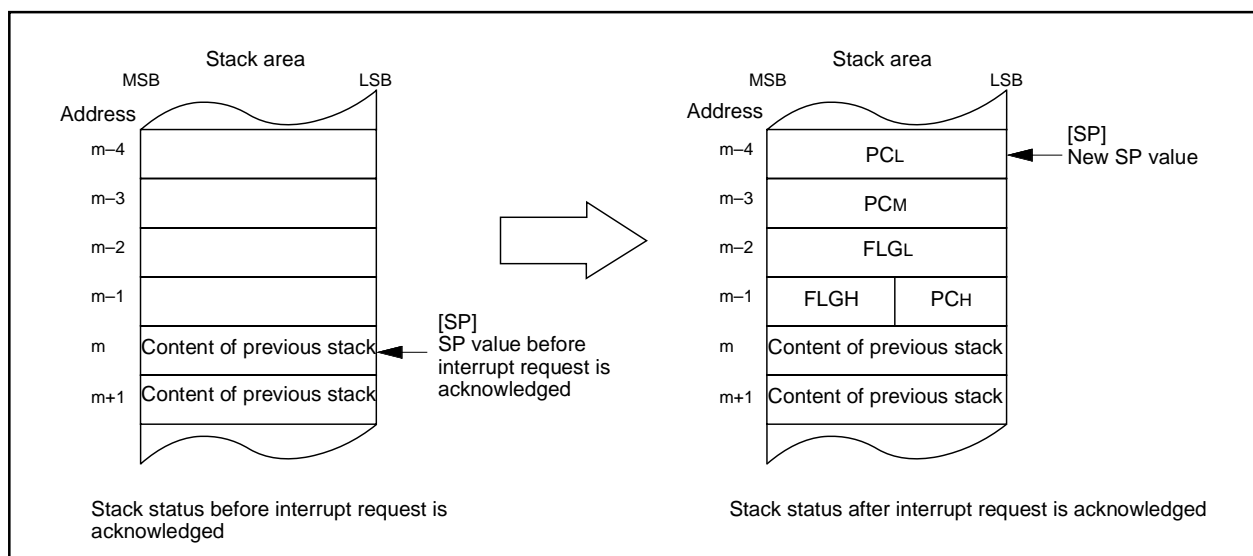 Stack area
MSB
LSB
Address
m–4
m–3
m–2
m–1
m
Content of previous stack
m+1
Content of previous stack
[SP]
SP value before
interrupt request is
acknowledged
Stack status before interrupt request is
acknowledged
Stack area
MSB
LSB
Address
m–4
PCL
m–3
PCM
m–2
FLGL
m–1
FLGH
PCH
m
Content of previous stack
m+1
Content of previous stack
[SP]
New SP value
Stack status after interrupt request is acknowledged